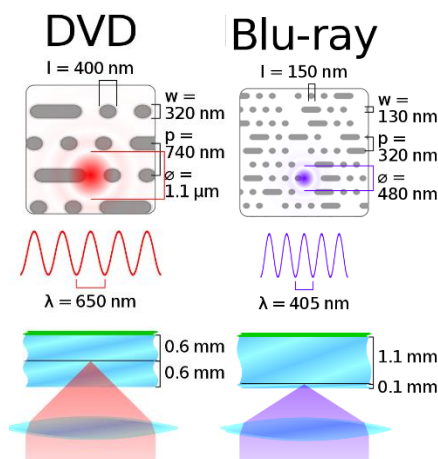 DVD
l = 400 nm
w =
320 nm
p =
740 nm
⌀ =
1.1 µm
λ = 650 nm
0.6 mm
0.6 mm
Blu-ray
l = 150 nm
w =
130 nm
p =
320 nm
⌀ =
480 nm
λ = 405 nm
1.1 mm
0.1 mm